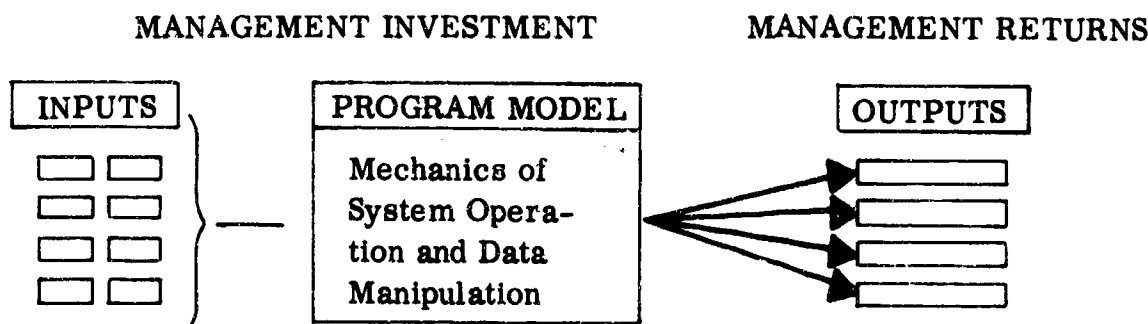 MANAGEMENT INVESTMENT
MANAGEMENT RETURNS
INPUTS
PROGRAM MODEL
Mechanics of
System Opera-
tion and Data
Manipulation
OUTPUTS